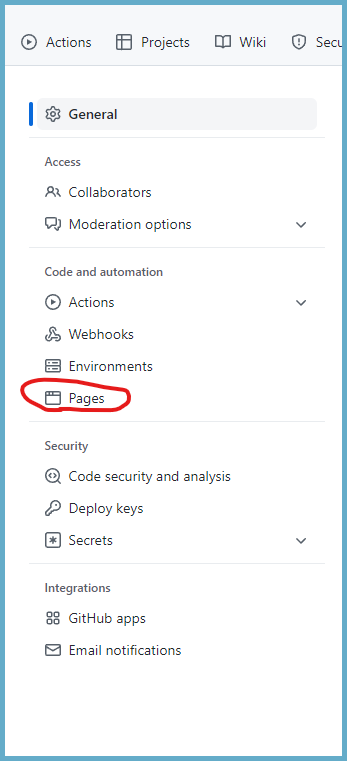 Actions Projects Wiki Secu
General
Access
Collaborators
Moderation options
Code and automation
Actions
Webhooks
Environments
Pages
Security
Code security and analysis
Deploy keys
Secrets
Integrations
GitHub apps
Email notifications